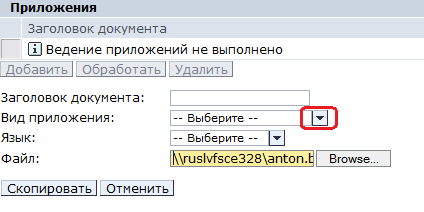 Приложения
Заголовок документа
Ведение приложений не выполнено
Добавить Обработать Удалить
Заголовок документа:
Вид приложения: -- Выберите --
Язык: -- Выберите --
Файл: \\ruslvfsce328\anton.b Browse...
Скопировать Отменить